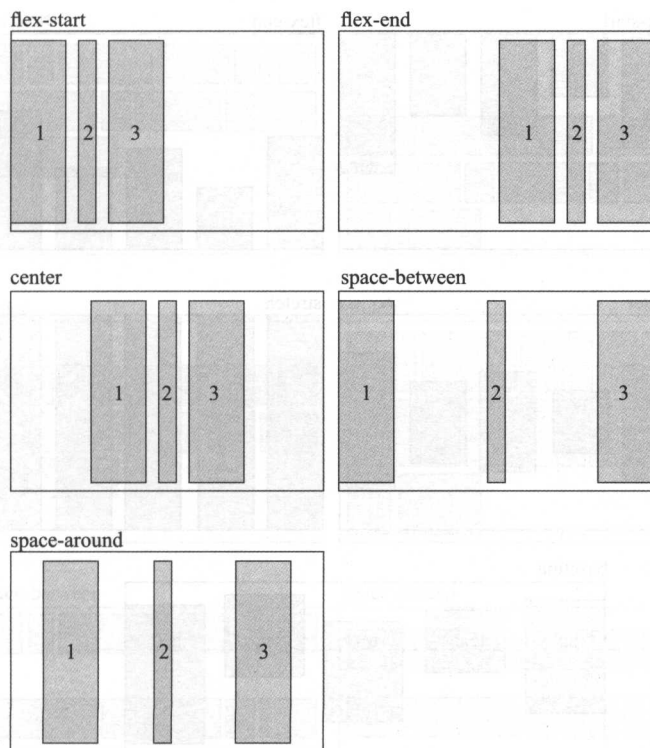 flex-start
flex-end
1 2 3
1 2 3
center
space-between
1 2 3
1 2 3
space-around
1 2 3